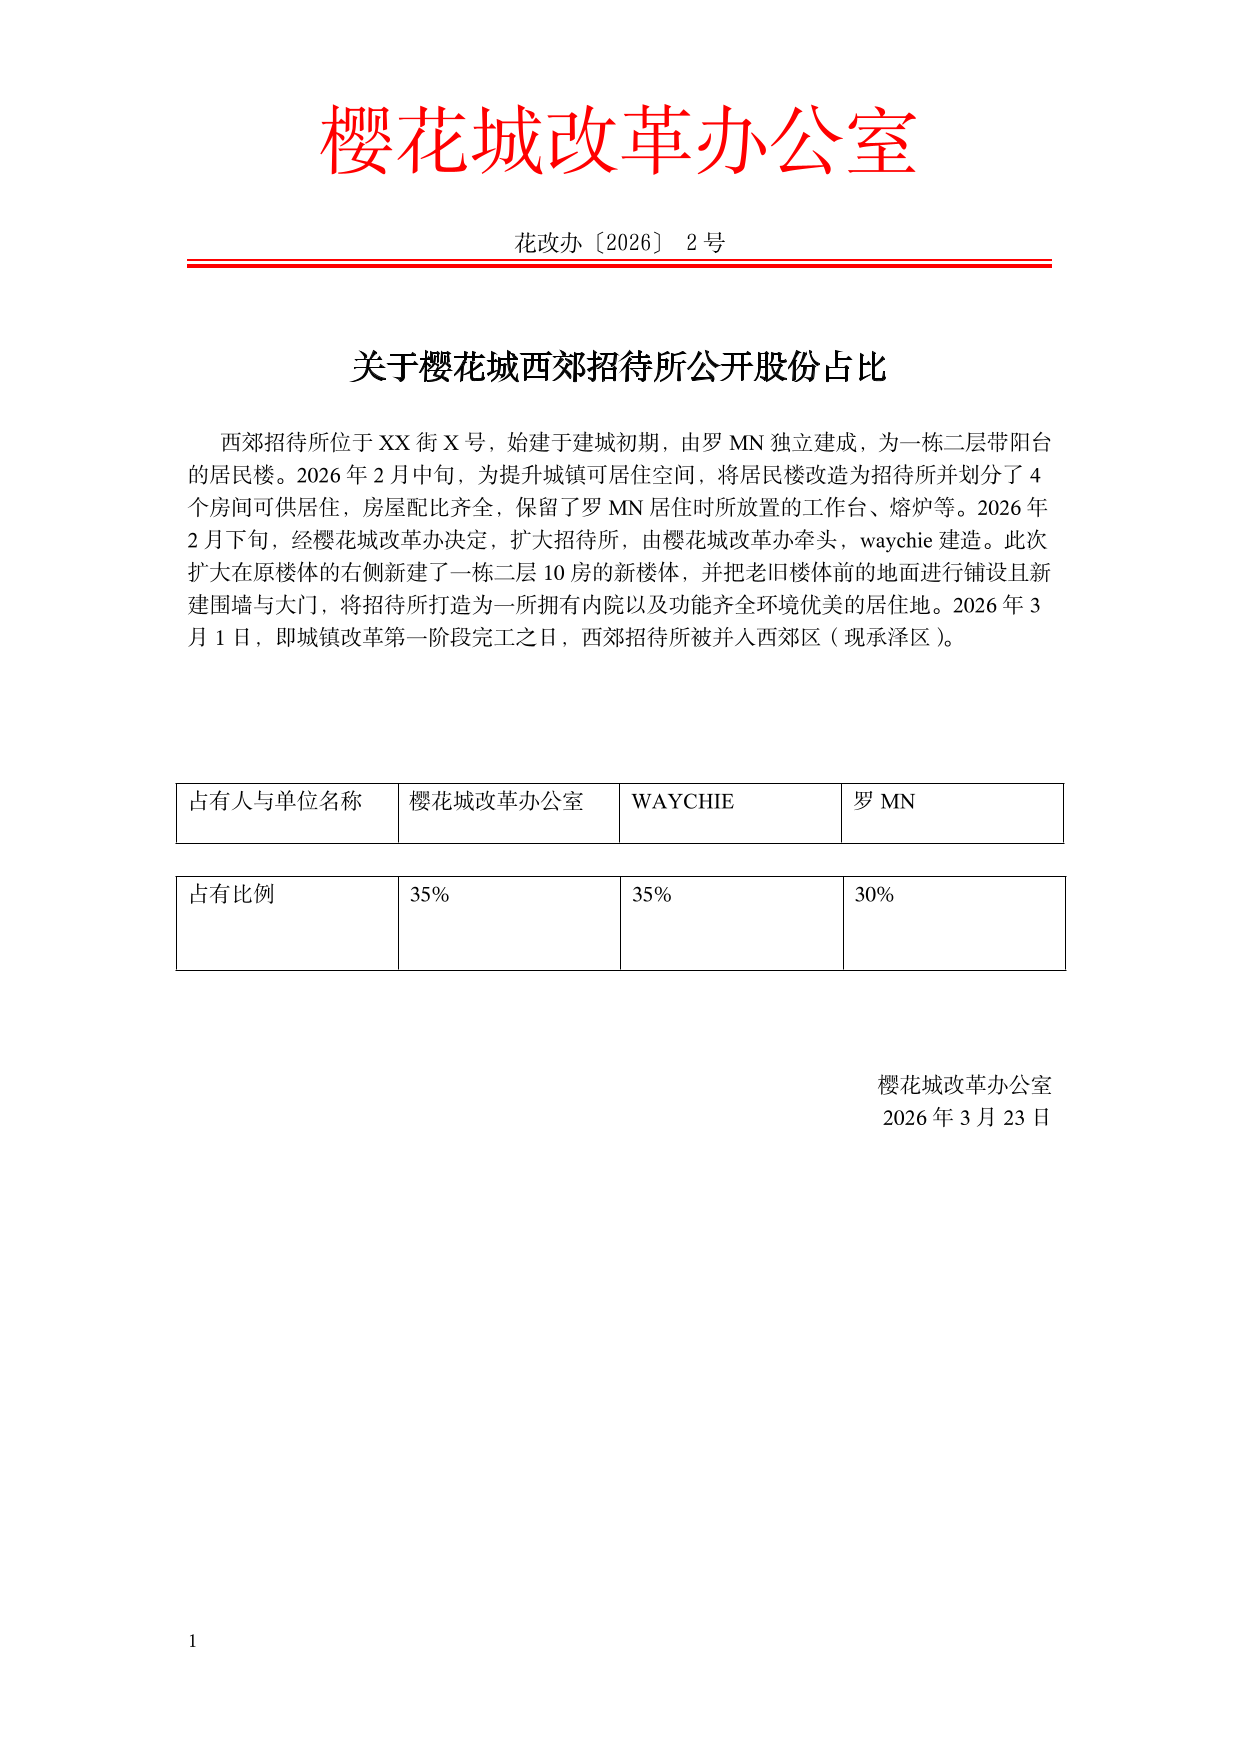 樱花城改革办公室
花改办〔2026〕 2 号
关于樱花城西郊招待所公开股份占比
西郊招待所位于 XX 街 X 号，始建于建城初期，由罗 MN 独立建成，为一栋二层带阳台
的居民楼。2026 年 2 月中旬，为提升城镇可居住空间，将居民楼改造为招待所并划分了 4
个房间可供居住，房屋配比齐全，保留了罗 MN 居住时所放置的工作台、熔炉等。2026 年
2 月下旬，经樱花城改革办决定，扩大招待所，由樱花城改革办牵头，waychie 建造。此次
扩大在原楼体的右侧新建了一栋二层 10 房的新楼体，并把老旧楼体前的地面进行铺设且新
建围墙与大门，将招待所打造为一所拥有内院以及功能齐全环境优美的居住地。2026 年 3
月 1 日，即城镇改革第一阶段完工之日，西郊招待所被并入西郊区（现承泽区）。
占有人与单位名称 樱花城改革办公室 WAYCHIE 罗 MN
占有比例 35% 35% 30%
樱花城改革办公室
2026 年 3 月 23 日
1